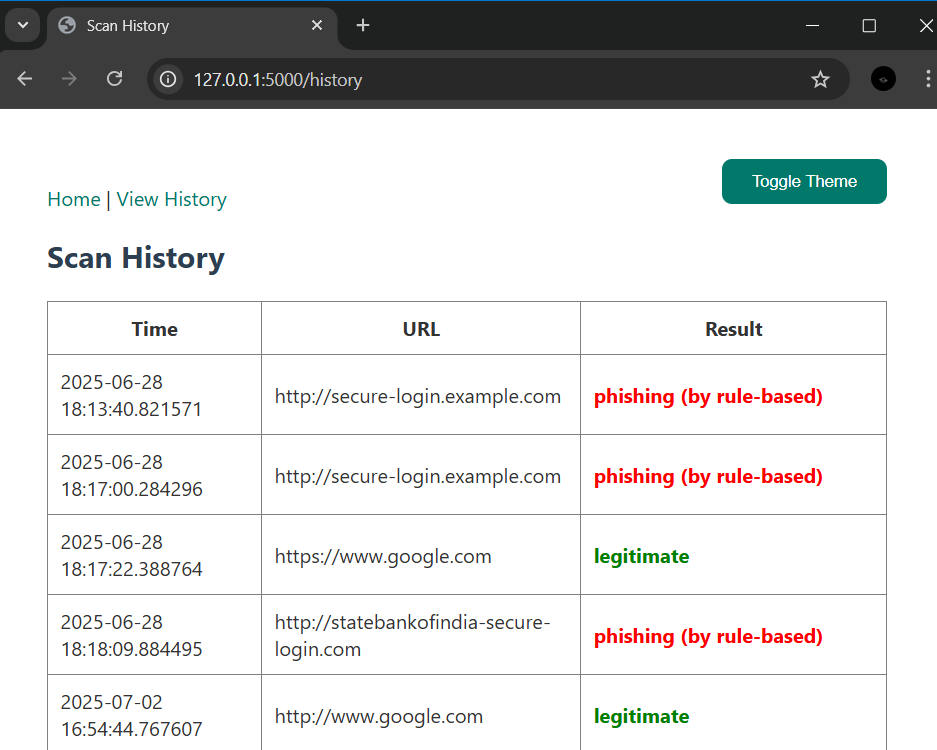 Scan History
127.0.0.1:5000/history
Toggle Theme
Home | View History
Scan History
Time URL Result
2025-06-28
18:13:40.821571
http://secure-login.example.com
phishing (by rule-based)
2025-06-28
18:17:00.284296
http://secure-login.example.com
phishing (by rule-based)
2025-06-28
18:17:22.388764
https://www.google.com
legitimate
2025-06-28
18:18:09.884495
http://statebankofindia-secure-
login.com
phishing (by rule-based)
2025-07-02
16:54:44.767607
http://www.google.com
legitimate